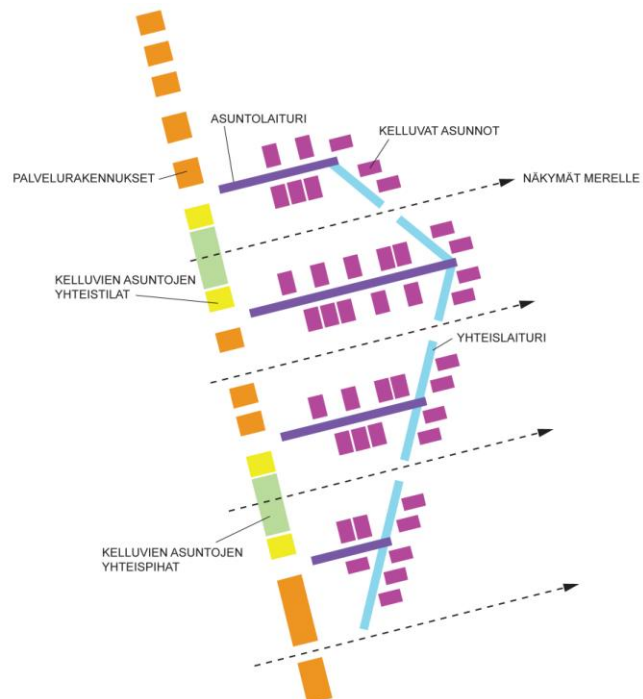 ASUNTOLAITURI
KELLUVAT ASUNNOT
PALVELURAKENNUKSET
NÄKYMÄT MERELLE
KELLUVIEN ASUNTOJEN
YHTEISTILAT
YHTEISLAITURI
KELLUVIEN ASUNTOJEN
YHTEISPIHAT